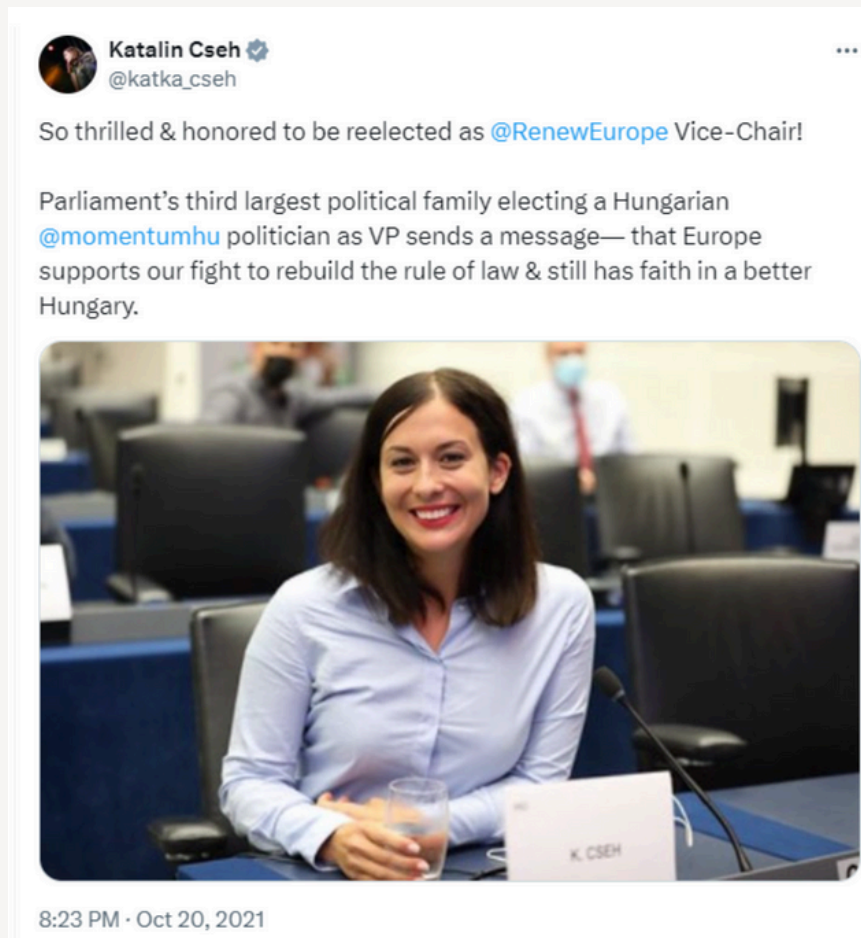 Katalin Cseh
@katka_cseh
So thrilled & honored to be reelected as @RenewEurope Vice-Chair!
Parliament's third largest political family electing a Hungarian
@momentumhu politician as VP sends a message— that Europe
supports our fight to rebuild the rule of law & still has faith in a better
Hungary.
K. CSEH
8:23 PM · Oct 20, 2021